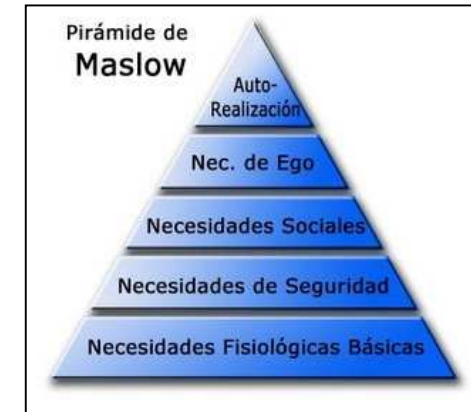 Pirámide de
Maslow
Auto-
Realización
Nec. de Ego
Necesidades Sociales
Necesidades de Seguridad
Necesidades Fisiológicas Básicas